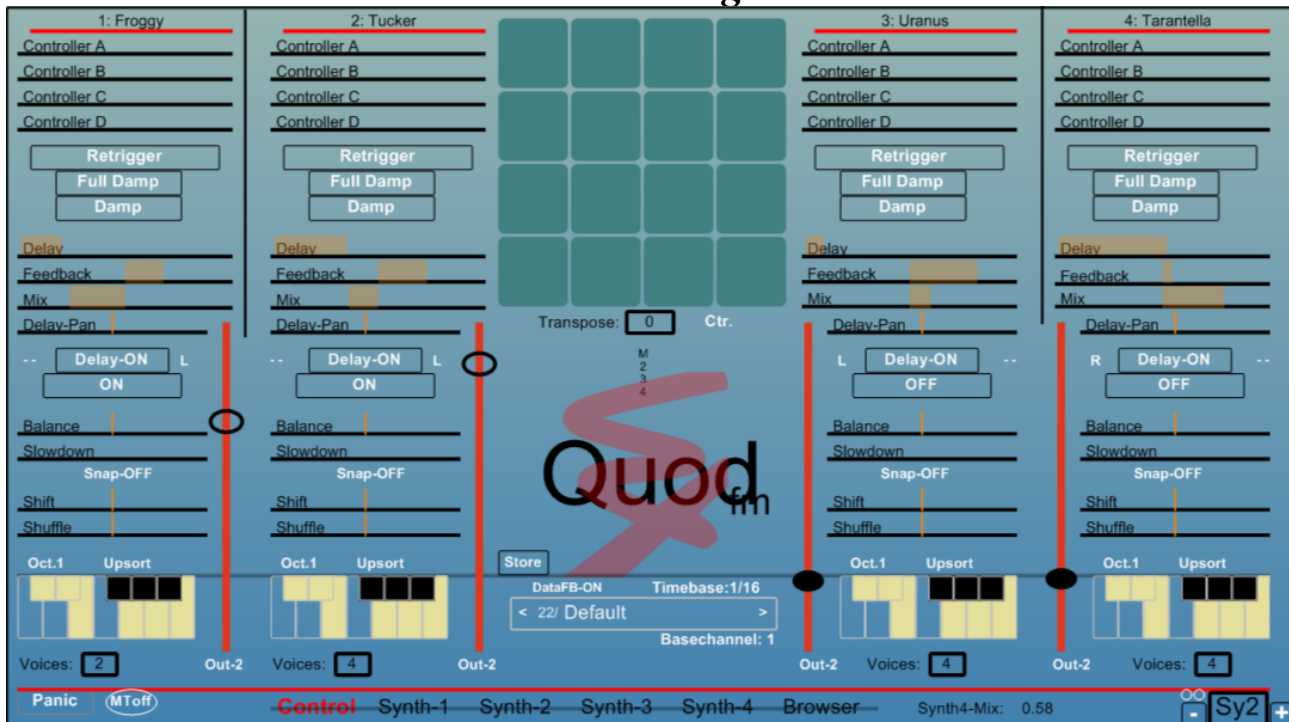 1: Froggy
Controller A
Controller B
Controller C
Controller D
Retrigger
Full Damp
Damp
Delay
Feedback
Mix
Delay-Pan
-- Delay-ON L
ON
Balance
Slowdown
Snap-OFF
Shift
Shuffle
Oct.1 Upsort
Voices: 2
Out-2
2: Tucker
Controller A
Controller B
Controller C
Controller D
Retrigger
Full Damp
Damp
Delay
Feedback
Mix
Delay-Pan
-- Delay-ON L
ON
Balance
Slowdown
Snap-OFF
Shift
Shuffle
Oct.1 Upsort
Voices: 4
Out-2
Transpose: 0 Ctr.
M
2
3
4
Quod
fm
Store
DataFB-ON Timebase:1/16
< 22/ Default >
Basechannel: 1
3: Uranus
Controller A
Controller B
Controller C
Controller D
Retrigger
Full Damp
Damp
Delay
Feedback
Mix
Delay-Pan
L Delay-ON --
OFF
Balance
Slowdown
Snap-OFF
Shift
Shuffle
Oct.1 Upsort
Out-2 Voices: 4
4: Tarantella
Controller A
Controller B
Controller C
Controller D
Retrigger
Full Damp
Damp
Delay
Feedback
Mix
Delay-Pan
R Delay-ON --
OFF
Balance
Slowdown
Snap-OFF
Shift
Shuffle
Oct.1 Upsort
Out-2 Voices: 4
Panic MToff Control Synth-1 Synth-2 Synth-3 Synth-4 Browser Synth4-Mix: 0.58 - Sy2 +